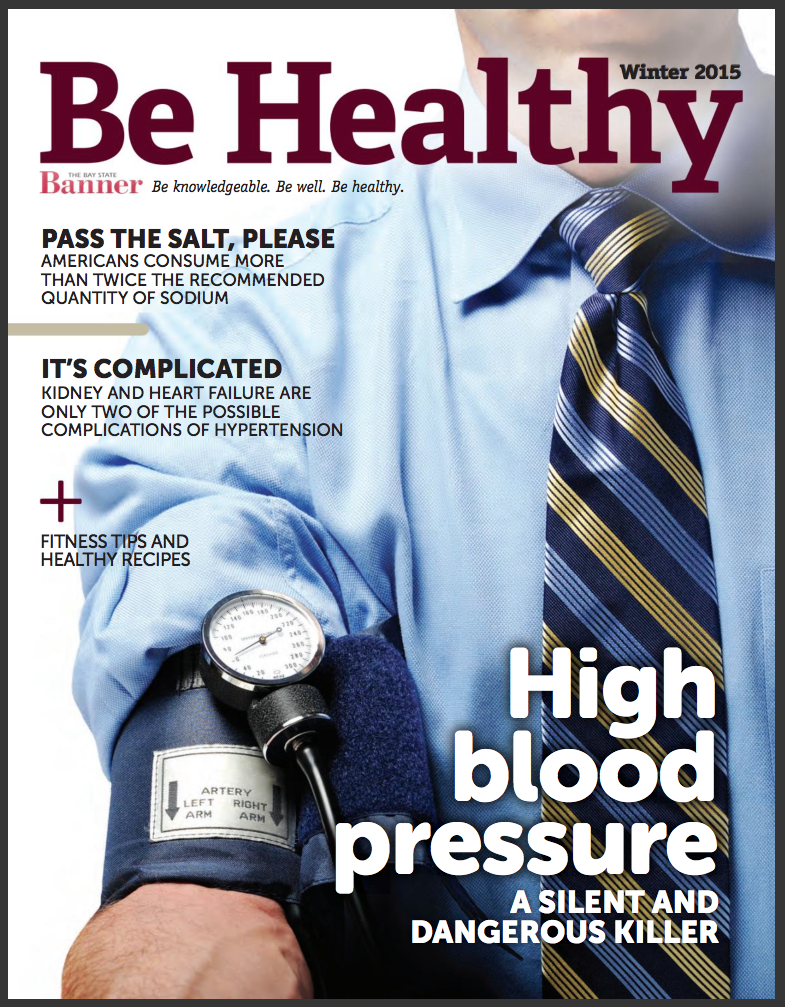 Be Healthy
Winter 2015
THE BAY STATE
Banner
Be knowledgeable. Be well. Be healthy.
PASS THE SALT, PLEASE
AMERICANS CONSUME MORE
THAN TWICE THE RECOMMENDED
QUANTITY OF SODIUM
IT’S COMPLICATED
KIDNEY AND HEART FAILURE ARE
ONLY TWO OF THE POSSIBLE
COMPLICATIONS OF HYPERTENSION
+
FITNESS TIPS AND
HEALTHY RECIPES
ARTERY
LEFT RIGHT
ARM ARM
High
blood
pressure
A SILENT AND
DANGEROUS KILLER